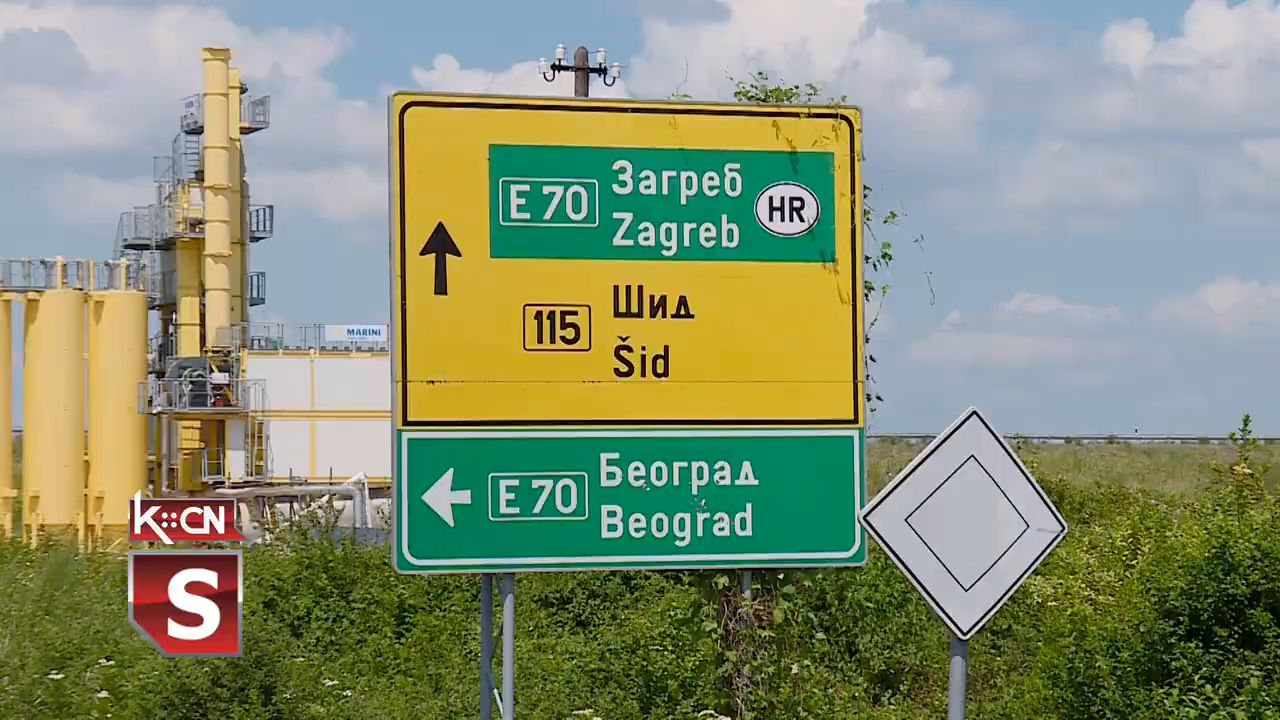 E 70
Загреб
Zagreb
HR
115
Шид
Šid
E 70
Београд
Beograd
MARINI
K::CN
S